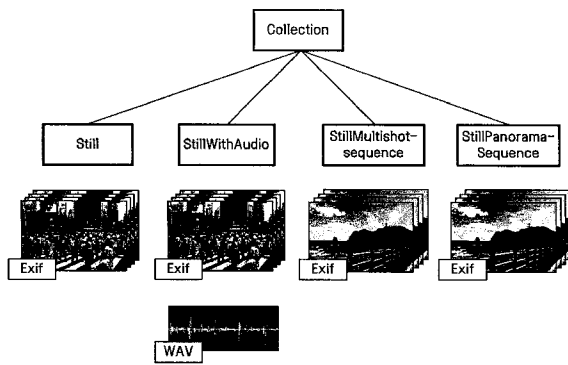 Collection
Still
StillWithAudio
StillMultishot-
sequence
StillPanorama-
Sequence
Exif
Exif
Exif
Exif
WAV